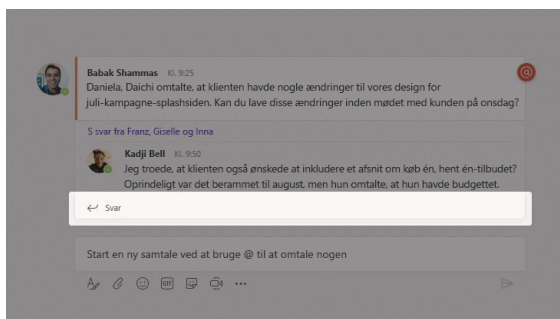 Babak Shammas Kl. 9:25
Daniela, Daichi omtalte, at klienten havde nogle ændringer til vores design for
juli-kampagne-splashsiden. Kan du lave disse ændringer inden mødet med kunden på onsdag?
S svar fra Franz, Giselle og Inna
Kadji Bell Kl. 9:50
Jeg troede, at klienten også ønskede at inkludere et afsnit om køb én, hent én-tilbudet?
Oprindeligt var det berammet til august, men hun omtalte, at hun havde budgettet.
Svar
Start en ny samtale ved at bruge @ til at omtale nogen
GIF